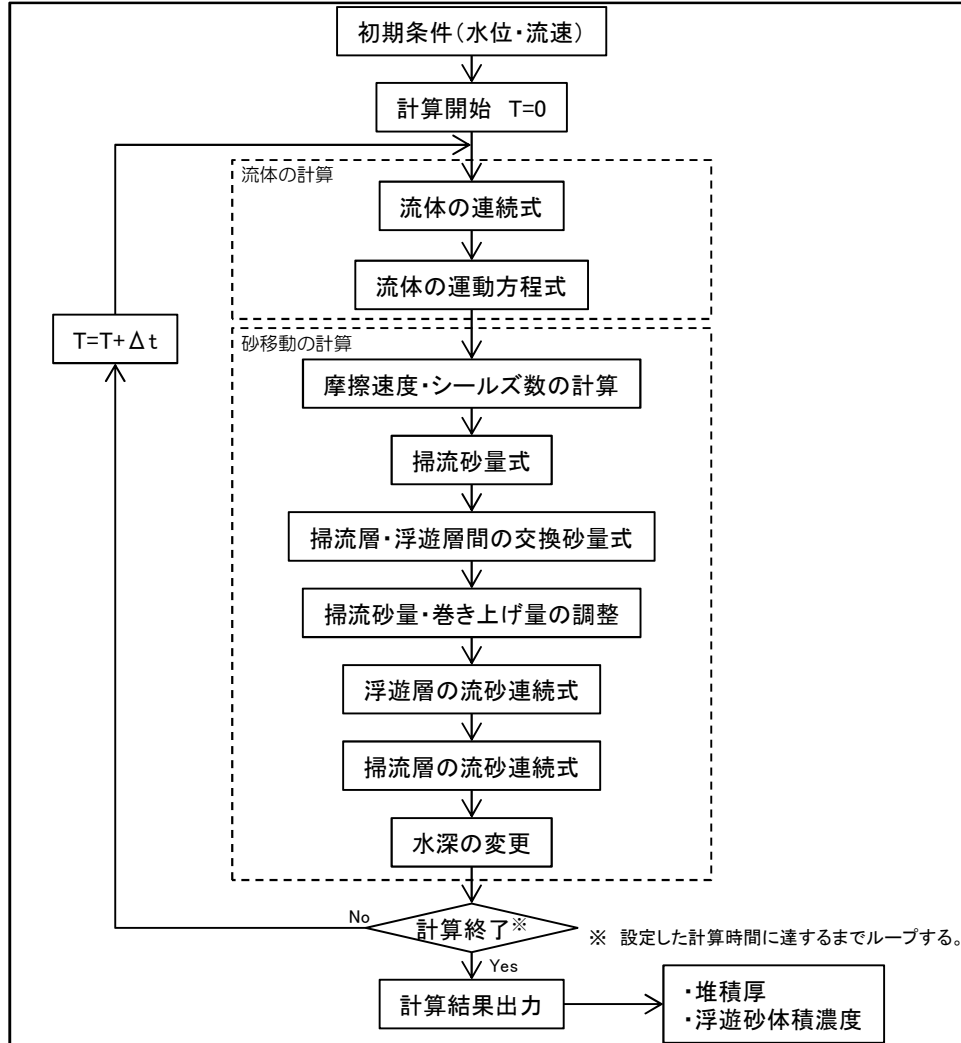 初期条件(水位・流速)
計算開始 T=0
流体の計算
流体の連続式
流体の運動方程式
T=T+Δt
砂移動の計算
摩擦速度・シールズ数の計算
掃流砂量式
掃流層・浮遊層間の交換砂量式
掃流砂量・巻き上げ量の調整
浮遊層の流砂連続式
掃流層の流砂連続式
水深の変更
No
計算終了※
※ 設定した計算時間に達するまでループする。
Yes
計算結果出力
・堆積厚
・浮遊砂体積濃度